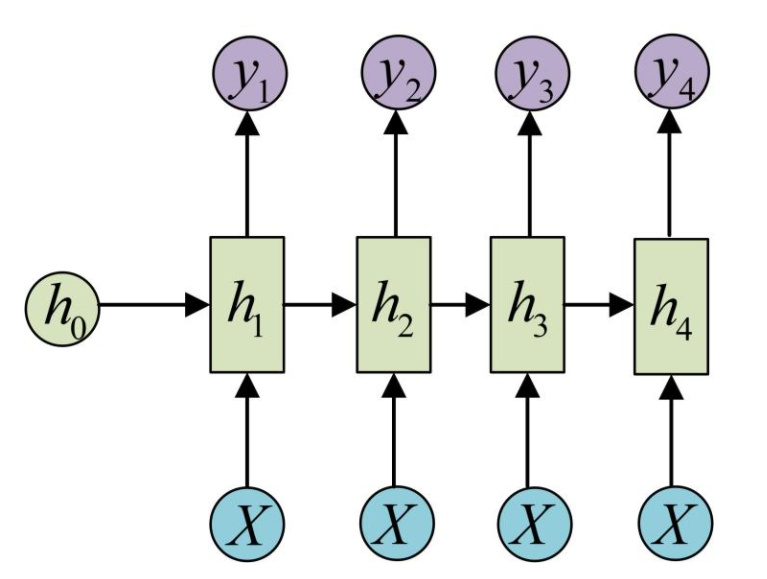 y₁ y₂ y₃ y₄
h₀ h₁ h₂ h₃ h₄
X X X X